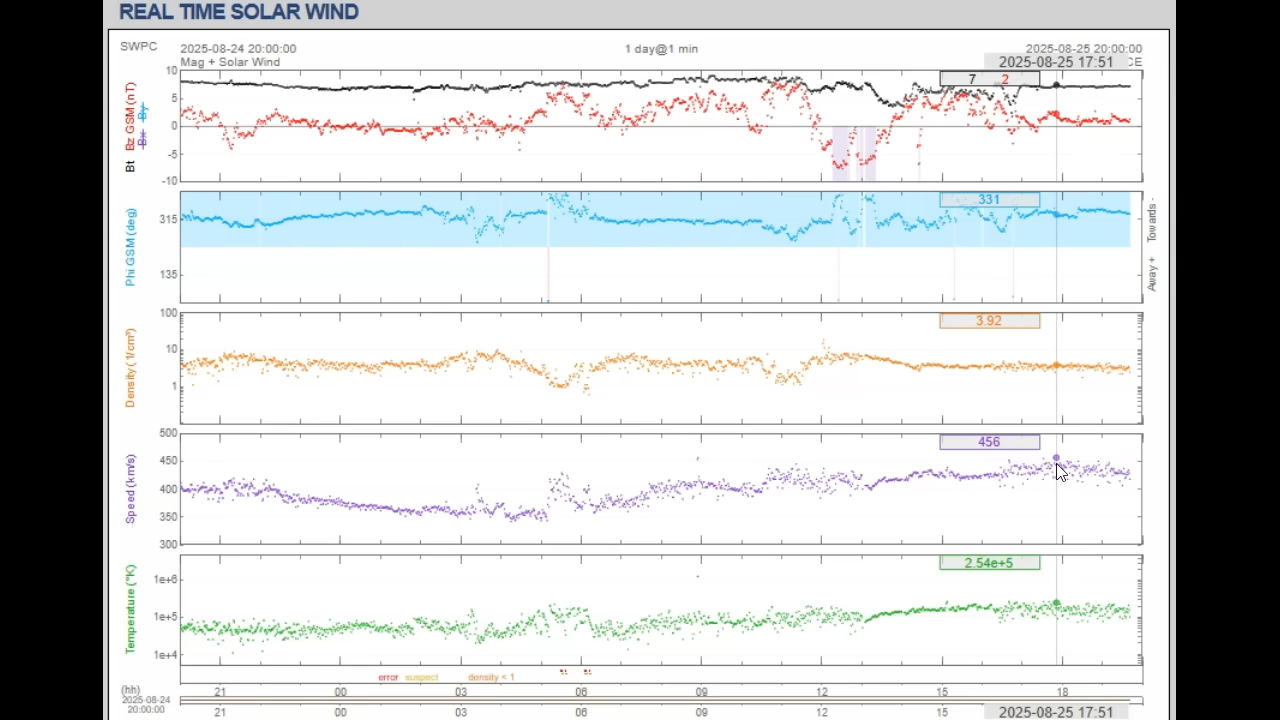 REAL TIME SOLAR WIND
SWPC 2025-08-24 20:00:00 1 day@1 min 2025-08-25 20:00:00
Mag + Solar Wind 2025-08-25 17:51 CE
Bt Bz GSM (nT)
Bx By
10
5
0
-5
-10
7 2
Phi GSM (deg)
315
135
331
Towards -
Away +
Density (1/cm³)
100
10
1
3.92
Speed (km/s)
500
450
400
350
300
456
Temperature (°K)
1e+6
1e+5
1e+4
2.54e+5
error suspect density < 1
(hh) 21 00 03 06 09 12 15 18
2025-08-24
20:00:00
21 00 03 06 09 12 15 2025-08-25 17:51